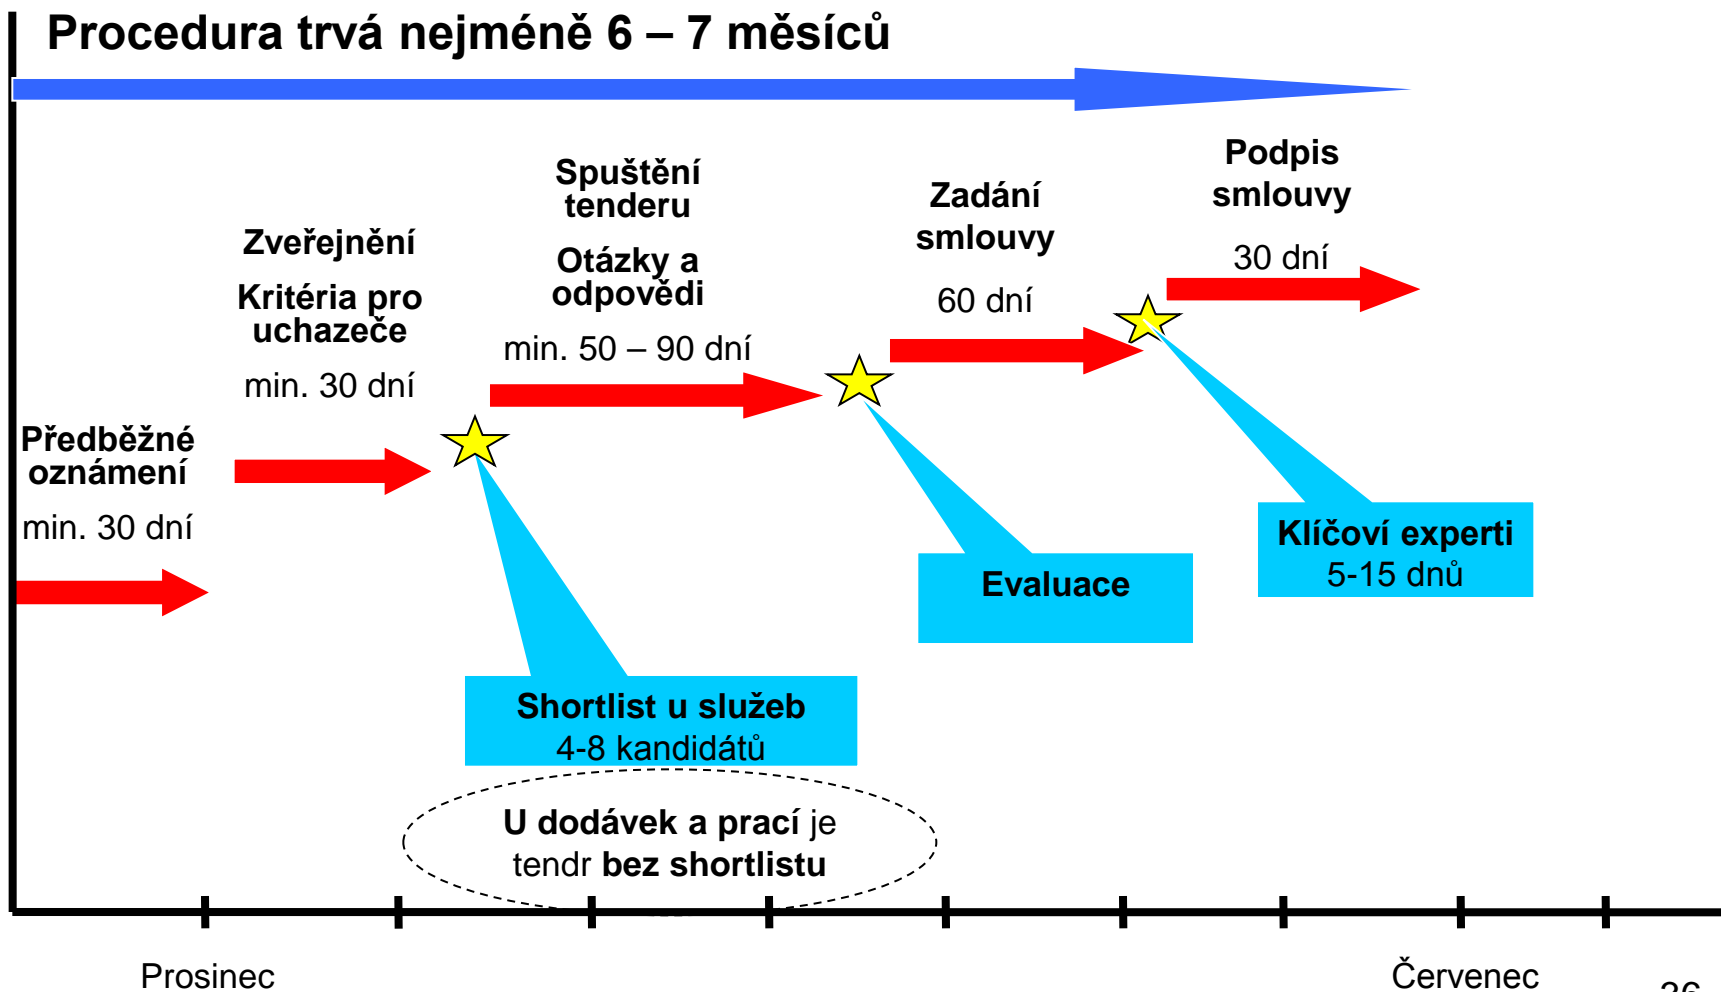 Procedura trvá nejméně 6 – 7 měsíců
Předběžné
oznámení
min. 30 dní
Zveřejnění
Kritéria pro
uchazeče
min. 30 dní
Spuštění
tenderu
Otázky a
odpovědi
min. 50 – 90 dní
Zadání
smlouvy
60 dní
Podpis
smlouvy
30 dní
Klíčoví experti
5-15 dnů
Evaluace
Shortlist u služeb
4-8 kandidátů
U dodávek a prací je
tendr bez shortlistu
Prosinec
Červenec